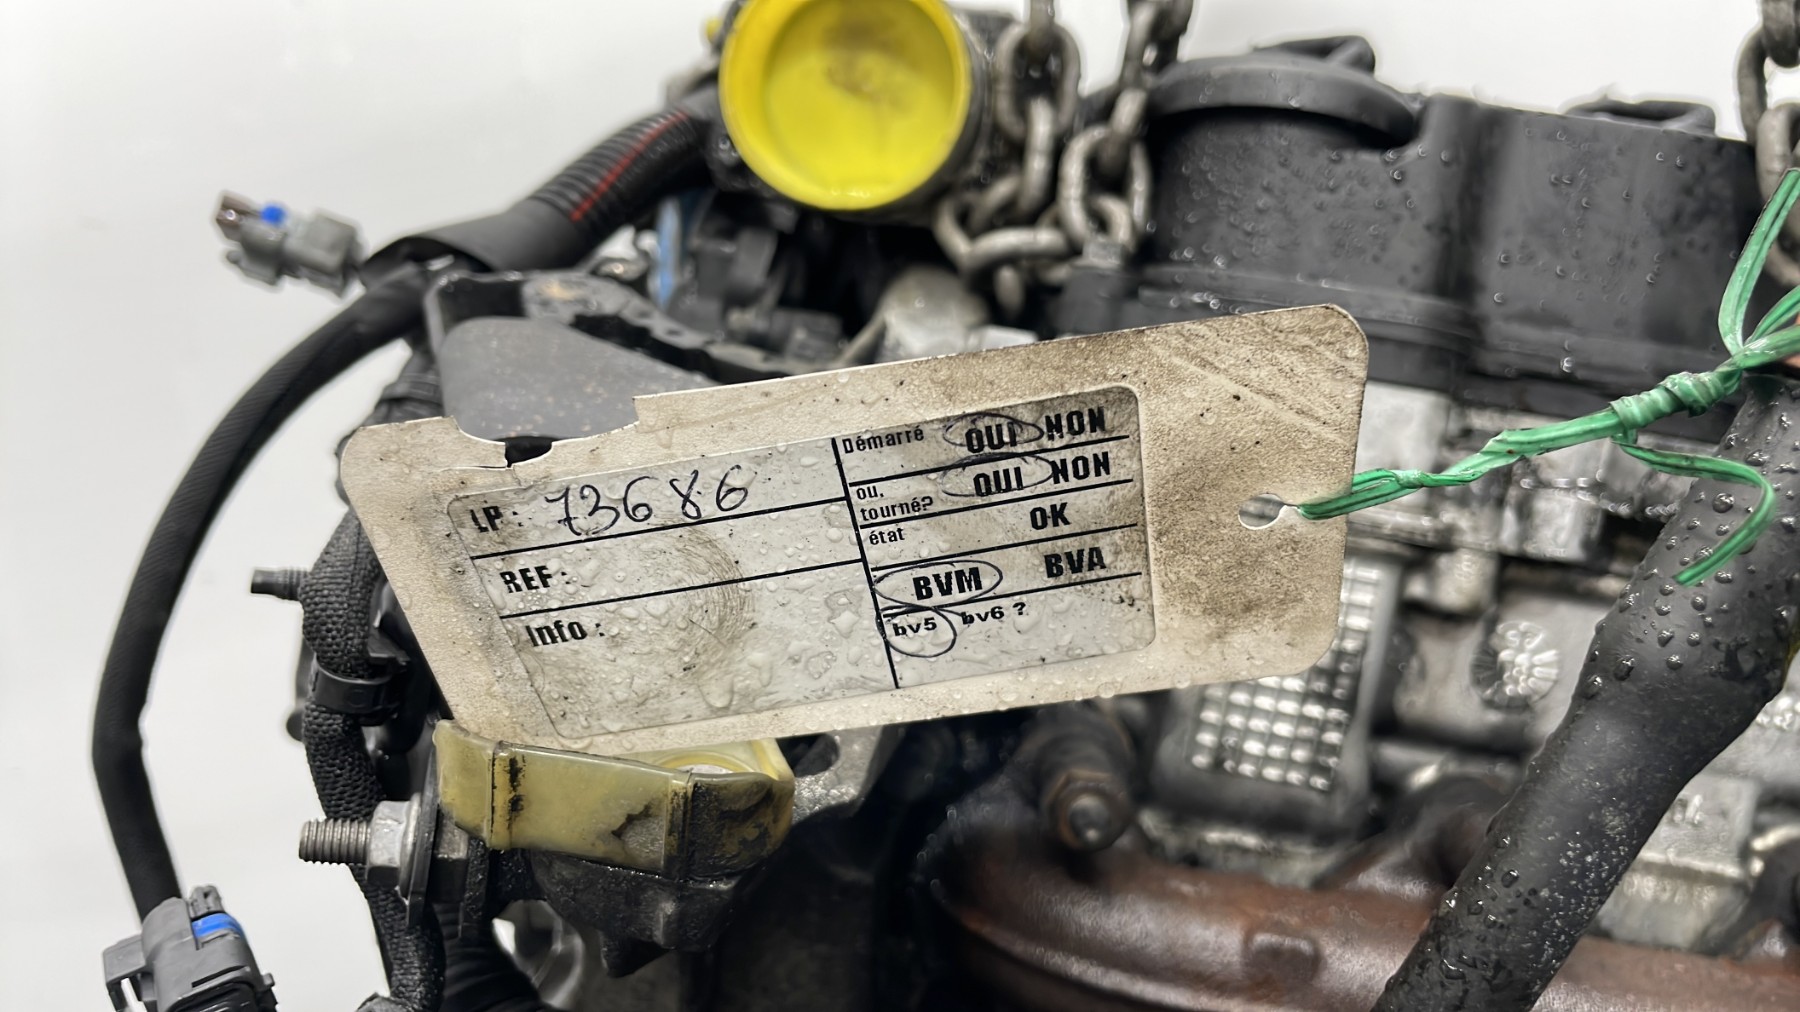 LP : 73686
REF :
Info :
Démarré OUI NON
ou.
tourné? OUI NON
état OK
BVM BVA
bv5 bv6 ?